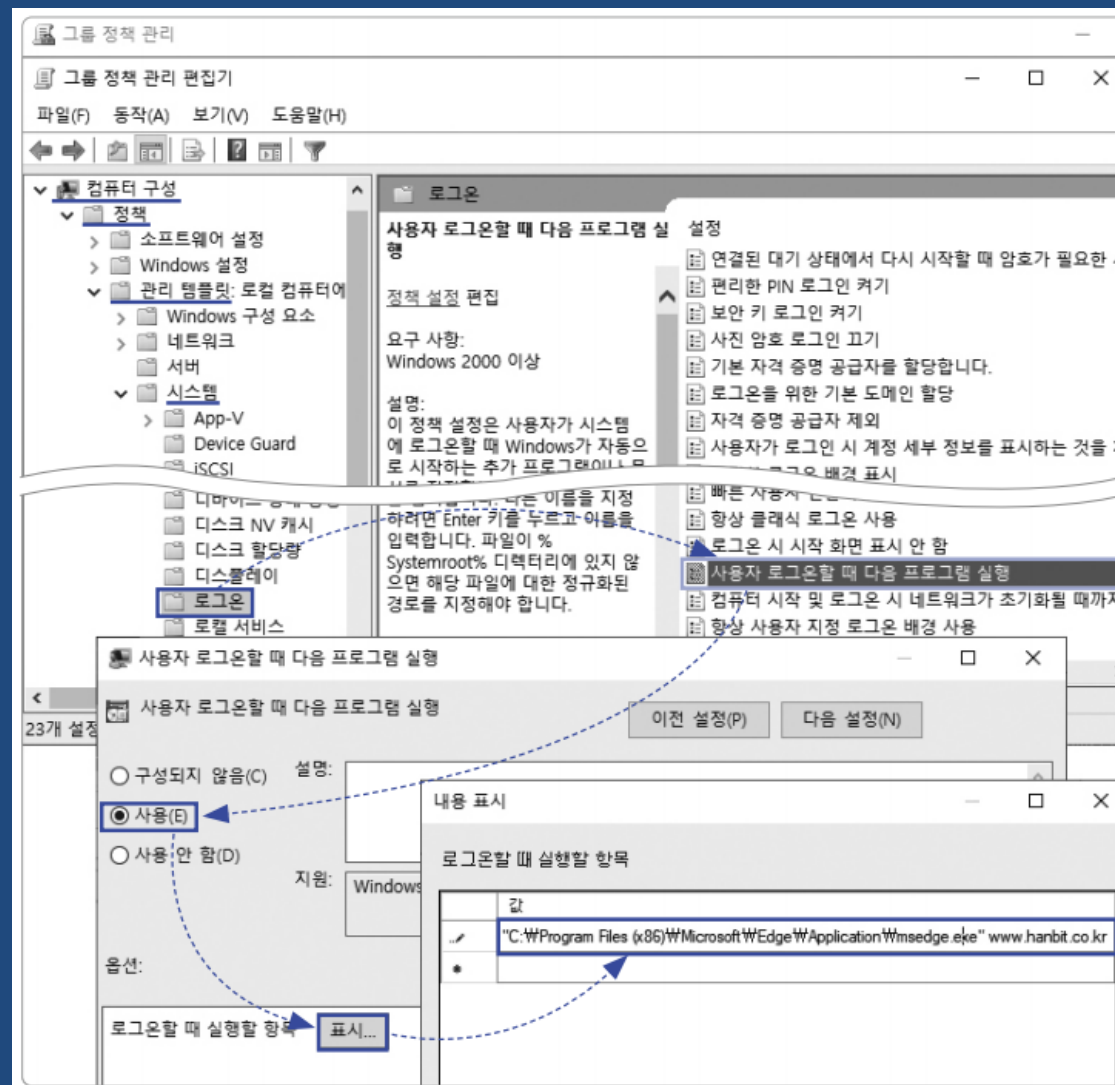 그룹 정책 관리
그룹 정책 관리 편집기
파일(F) 동작(A) 보기(V) 도움말(H)
컴퓨터 구성
정책
소프트웨어 설정
Windows 설정
관리 템플릿: 로컬 컴퓨터에
Windows 구성 요소
네트워크
서버
시스템
App-V
Device Guard
iSCSI
디스크 NV 캐시
디스크 할당량
디스플레이
로그온
로캘 서비스
23개 설정
로그온
사용자 로그온할 때 다음 프로그램 실
행
정책 설정 편집
요구 사항:
Windows 2000 이상
설명:
이 정책 설정은 사용자가 시스템
에 로그온할 때 Windows가 자동으
로 시작하는 추가 프로그램이나 문
다른 이름을 지정
하려면 Enter 키를 누르고 이름을
입력합니다. 파일이 %
Systemroot% 디렉터리에 있지 않
으면 해당 파일에 대한 정규화된
경로를 지정해야 합니다.
설정
연결된 대기 상태에서 다시 시작할 때 암호가 필요한
편리한 PIN 로그인 켜기
보안 키 로그인 켜기
사진 암호 로그인 끄기
기본 자격 증명 공급자를 할당합니다.
로그온을 위한 기본 도메인 할당
자격 증명 공급자 제외
사용자가 로그인 시 계정 세부 정보를 표시하는 것을
로그온 배경 표시
빠른 사용자
항상 클래식 로그온 사용
로그온 시 시작 화면 표시 안 함
사용자 로그온할 때 다음 프로그램 실행
컴퓨터 시작 및 로그온 시 네트워크가 초기화될 때까지
항상 사용자 지정 로그온 배경 사용
사용자 로그온할 때 다음 프로그램 실행
사용자 로그온할 때 다음 프로그램 실행
이전 설정(P) 다음 설정(N)
구성되지 않음(C) 설명:
사용(E)
사용 안 함(D)
지원: Windows
옵션:
로그온할 때 실행할 항목 표시...
내용 표시
로그온할 때 실행할 항목
값
"C:₩Program Files (x86)₩Microsoft₩Edge₩Application₩msedge.exe" www.hanbit.co.kr